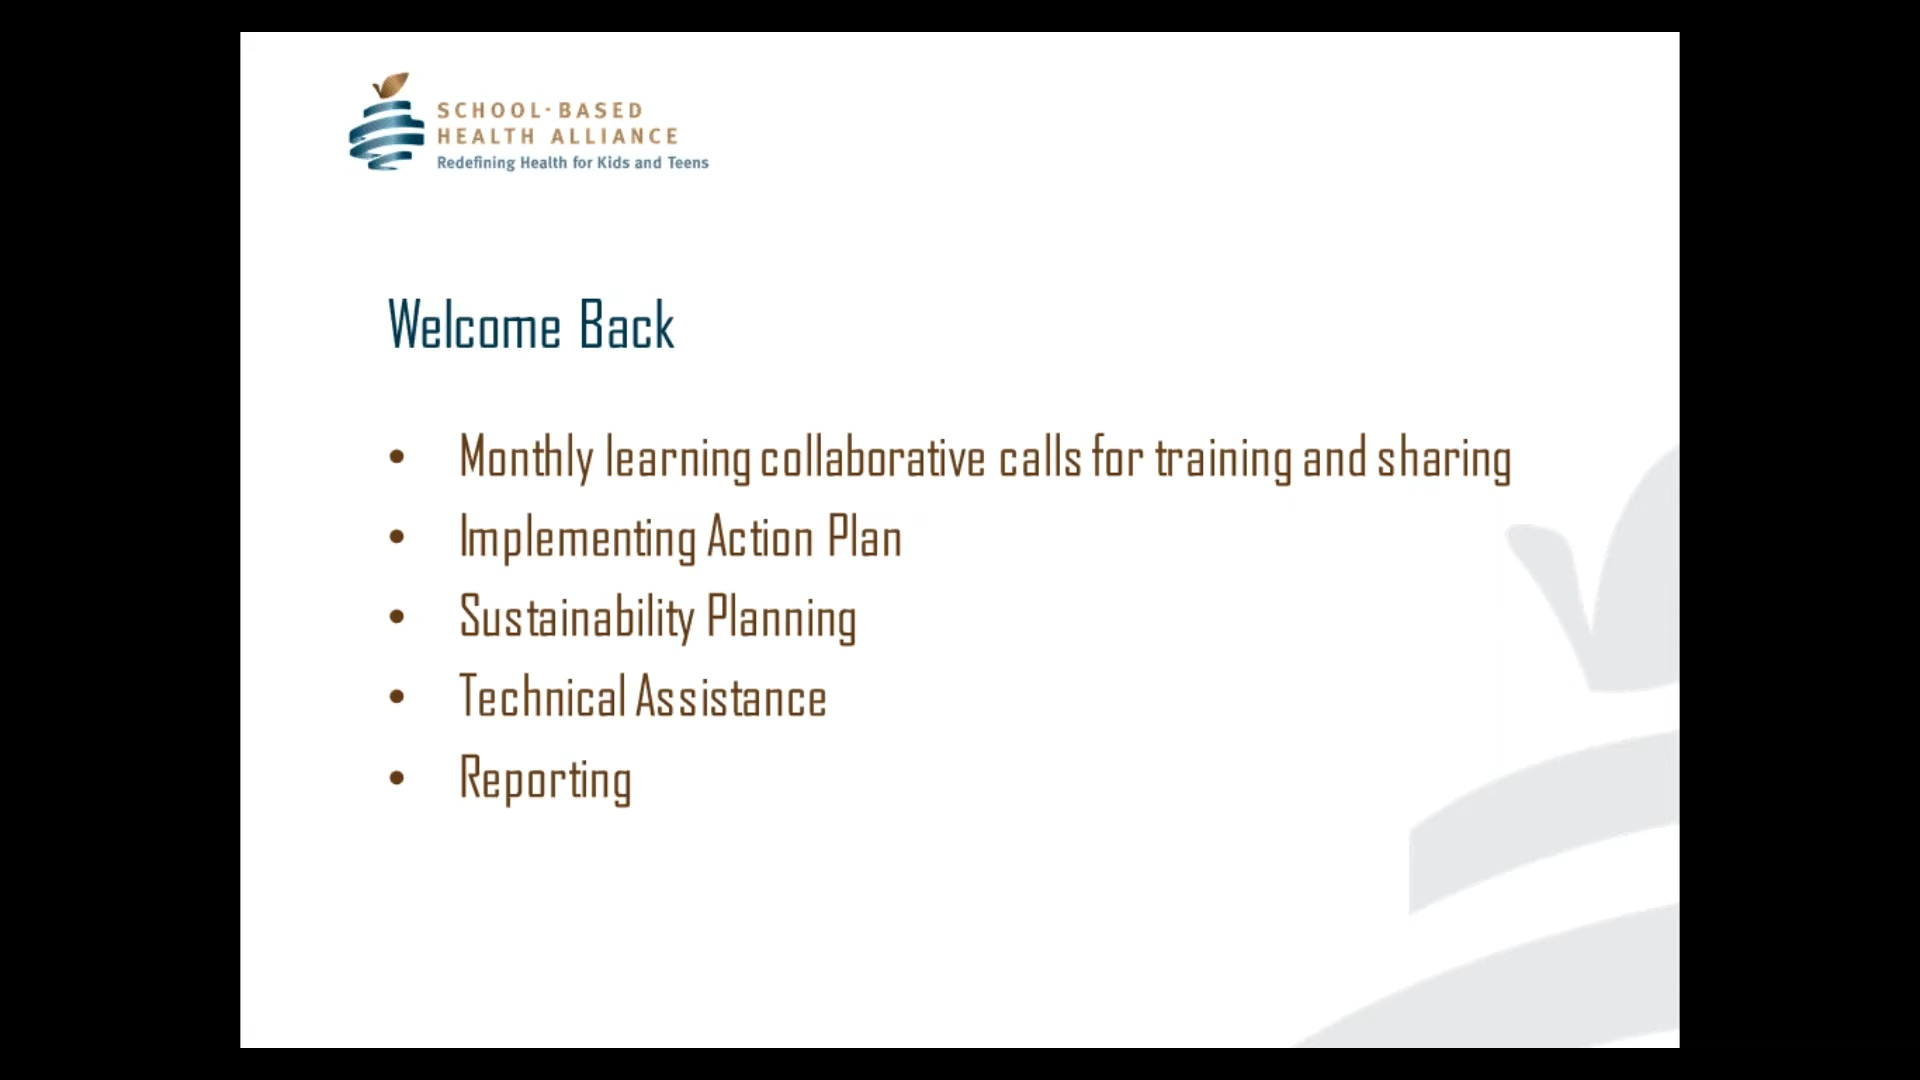 SCHOOL-BASED
HEALTH ALLIANCE
Redefining Health for Kids and Teens
Welcome Back
• Monthly learning collaborative calls for training and sharing
• Implementing Action Plan
• Sustainability Planning
• Technical Assistance
• Reporting